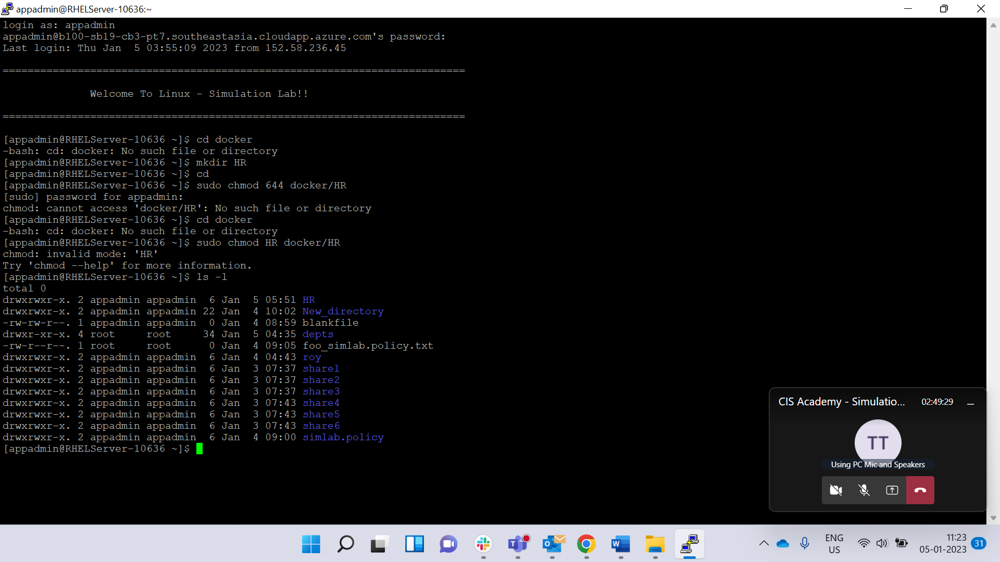 appadmin@RHELServer-10636:~
login as: appadmin
appadmin@b100-sb19-cb3-pt7.southeastasia.cloudapp.azure.com's password:
Last login: Thu Jan  5 03:55:09 2023 from 152.58.236.45
==========================================================================
Welcome To Linux - Simulation Lab!!
==========================================================================
[appadmin@RHELServer-10636 ~]$ cd docker
-bash: cd: docker: No such file or directory
[appadmin@RHELServer-10636 ~]$ mkdir HR
[appadmin@RHELServer-10636 ~]$ cd
[appadmin@RHELServer-10636 ~]$ sudo chmod 644 docker/HR
[sudo] password for appadmin:
chmod: cannot access 'docker/HR': No such file or directory
[appadmin@RHELServer-10636 ~]$ cd docker
-bash: cd: docker: No such file or directory
[appadmin@RHELServer-10636 ~]$ sudo chmod HR docker/HR
chmod: invalid mode: 'HR'
Try 'chmod --help' for more information.
[appadmin@RHELServer-10636 ~]$ ls -l
total 0
drwxrwxr-x. 2 appadmin appadmin  6 Jan  5 05:51 HR
drwxrwxr-x. 2 appadmin appadmin 22 Jan  4 10:02 New_directory
-rw-rw-r--. 1 appadmin appadmin  0 Jan  4 08:59 blankfile
drwxr-xr-x. 4 root     root     34 Jan  5 04:35 depts
-rw-r--r--. 1 root     root      0 Jan  4 09:05 foo_simlab.policy.txt
drwxrwxr-x. 2 appadmin appadmin  6 Jan  4 04:43 roy
drwxrwxr-x. 2 appadmin appadmin  6 Jan  3 07:37 share1
drwxrwxr-x. 2 appadmin appadmin  6 Jan  3 07:37 share2
drwxrwxr-x. 2 appadmin appadmin  6 Jan  3 07:37 share3
drwxrwxr-x. 2 appadmin appadmin  6 Jan  3 07:43 share4
drwxrwxr-x. 2 appadmin appadmin  6 Jan  3 07:43 share5
drwxrwxr-x. 2 appadmin appadmin  6 Jan  3 07:43 share6
drwxrwxr-x. 2 appadmin appadmin  6 Jan  4 09:00 simlab.policy
[appadmin@RHELServer-10636 ~]$
CIS Academy - Simulatio... 02:49:29
TT
Using PC Mic and Speakers
ENG
US
11:23
05-01-2023
31